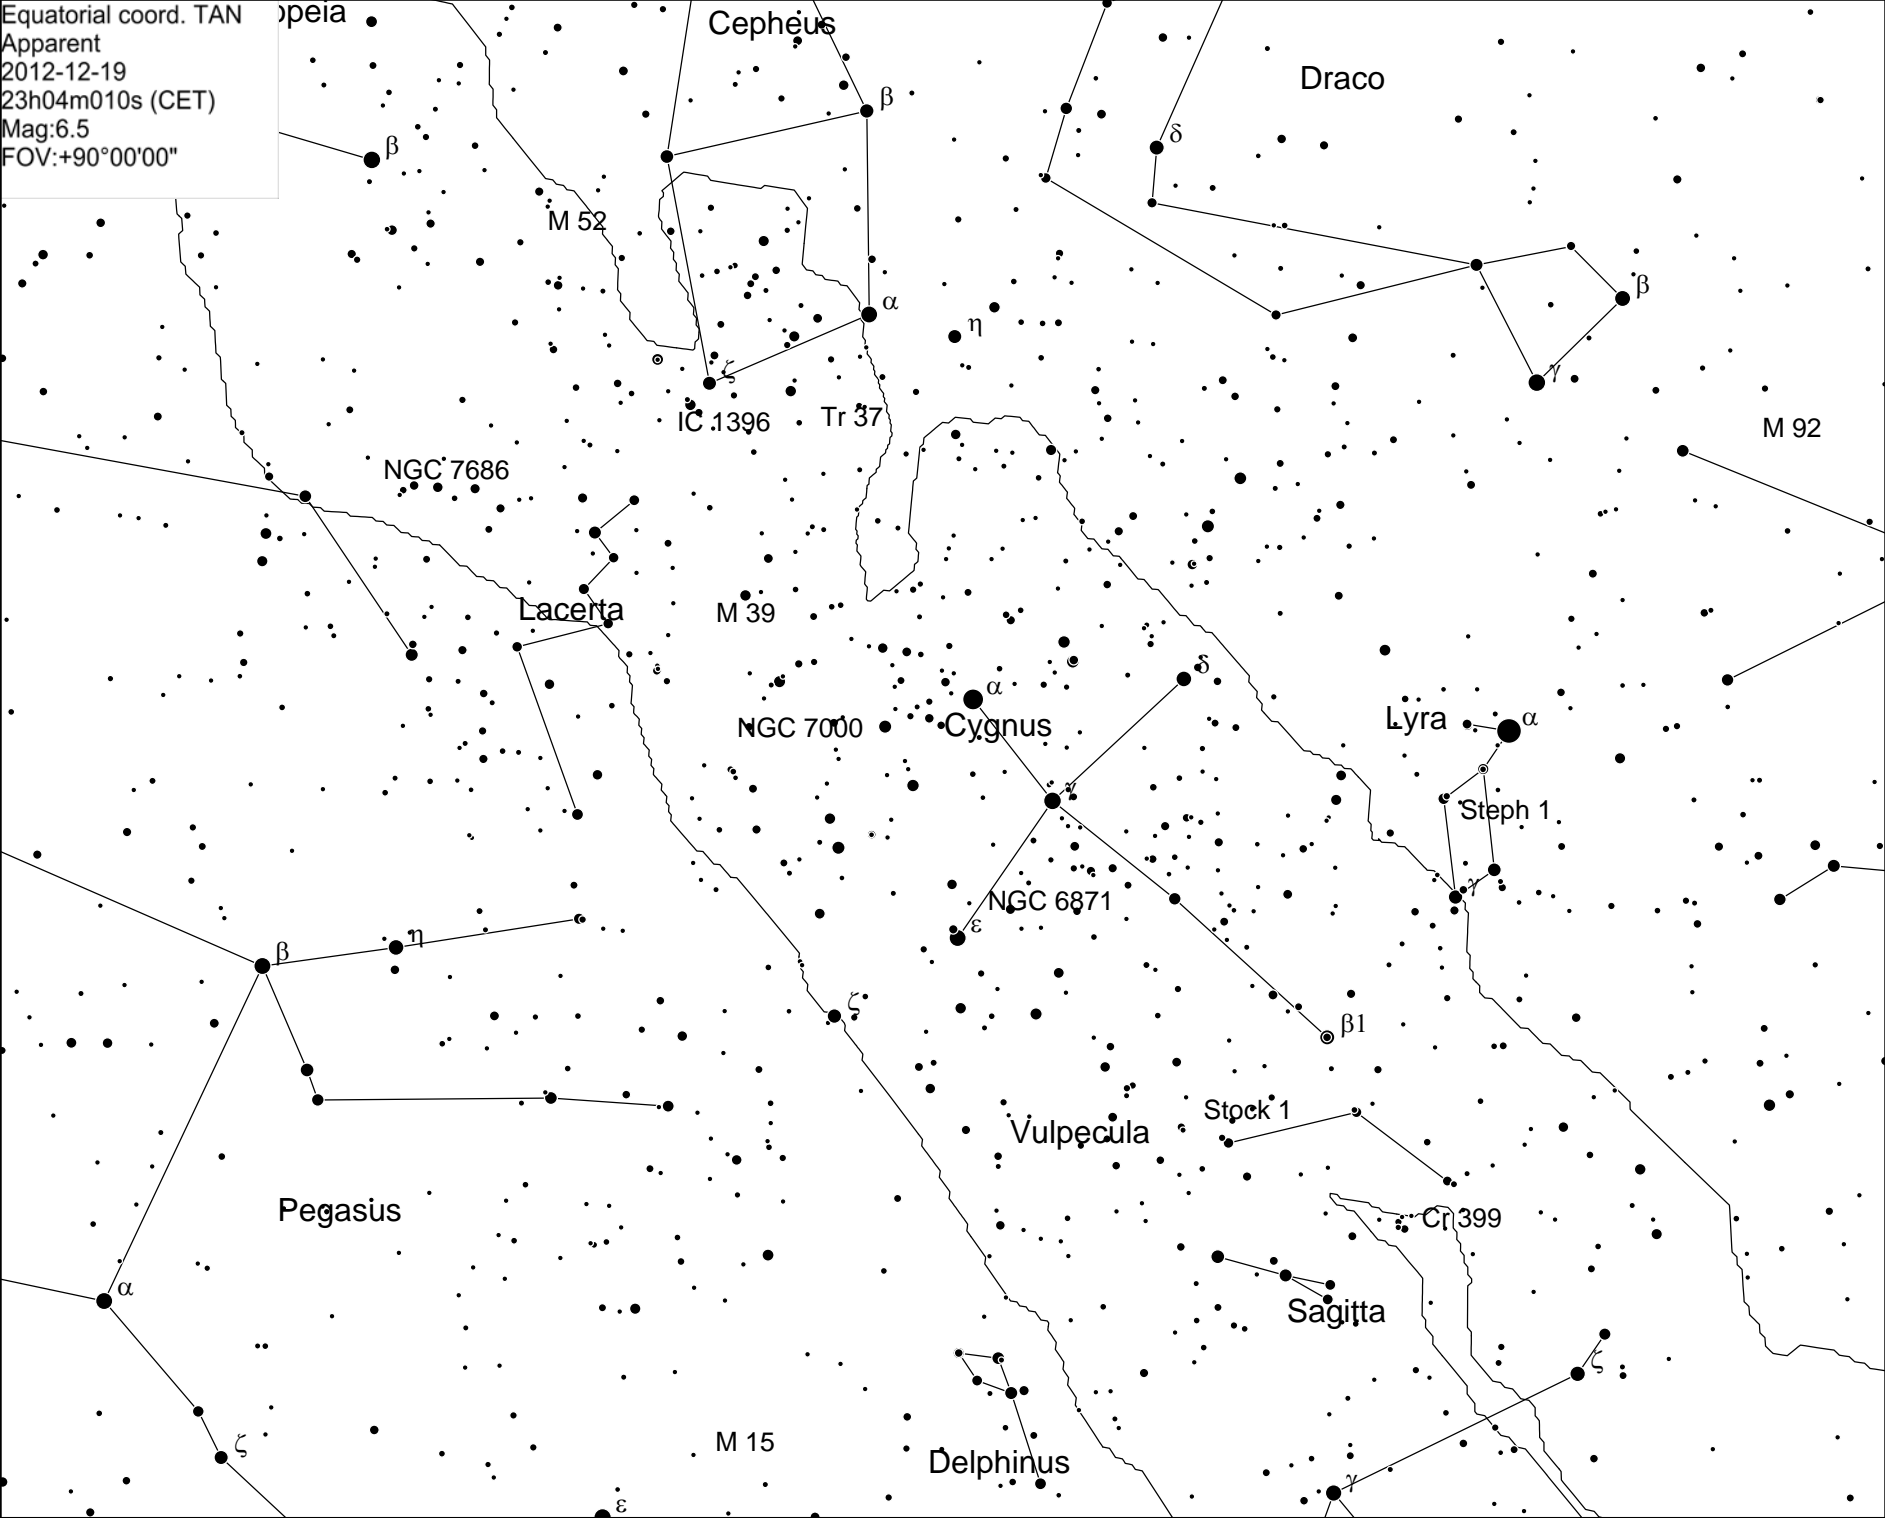 Equatorial coord. TAN
Apparent
2012-12-19
23h04m010s (CET)
Mag:6.5
FOV:+90°00'00"
opeia
Cepheus
Draco
β
δ
β
M 52
β
α
η
ζ
γ
IC 1396
Tr 37
M 92
NGC 7686
Lacerta
M 39
δ
α
Lyra
α
NGC 7000
Cygnus
γ
Steph 1
γ
NGC 6871
ε
η
β
ζ
β1
Stock 1
Vulpecula
Pegasus
Cr 399
α
Sagitta
ζ
M 15
ζ
Delphinus
γ
ε